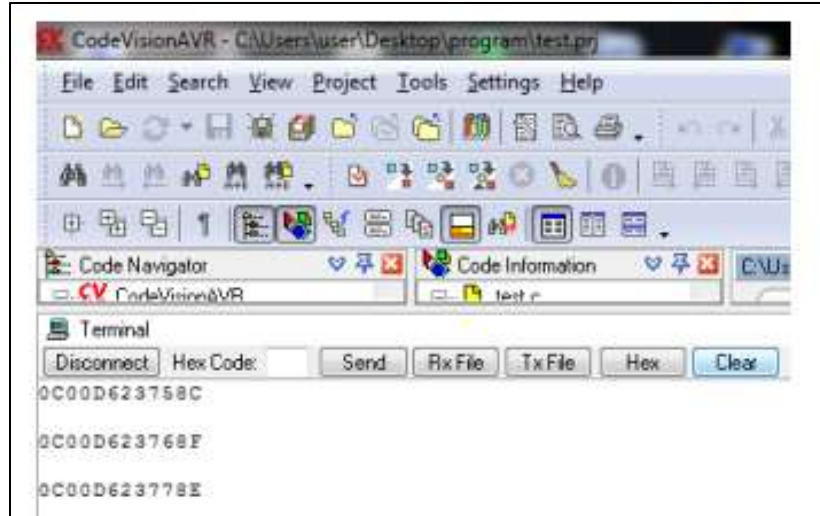 CodeVisionAVR - C:\Users\user\Desktop\program\test.prj
File Edit Search View Project Tools Settings Help
Code Navigator
Code Information
C:\Us
CodeVisionAVR
test.c
Terminal
Disconnect Hex Code: Send Rx File Tx File Hex Clear
0C00D623758C
0C00D623768F
0C00D623778E